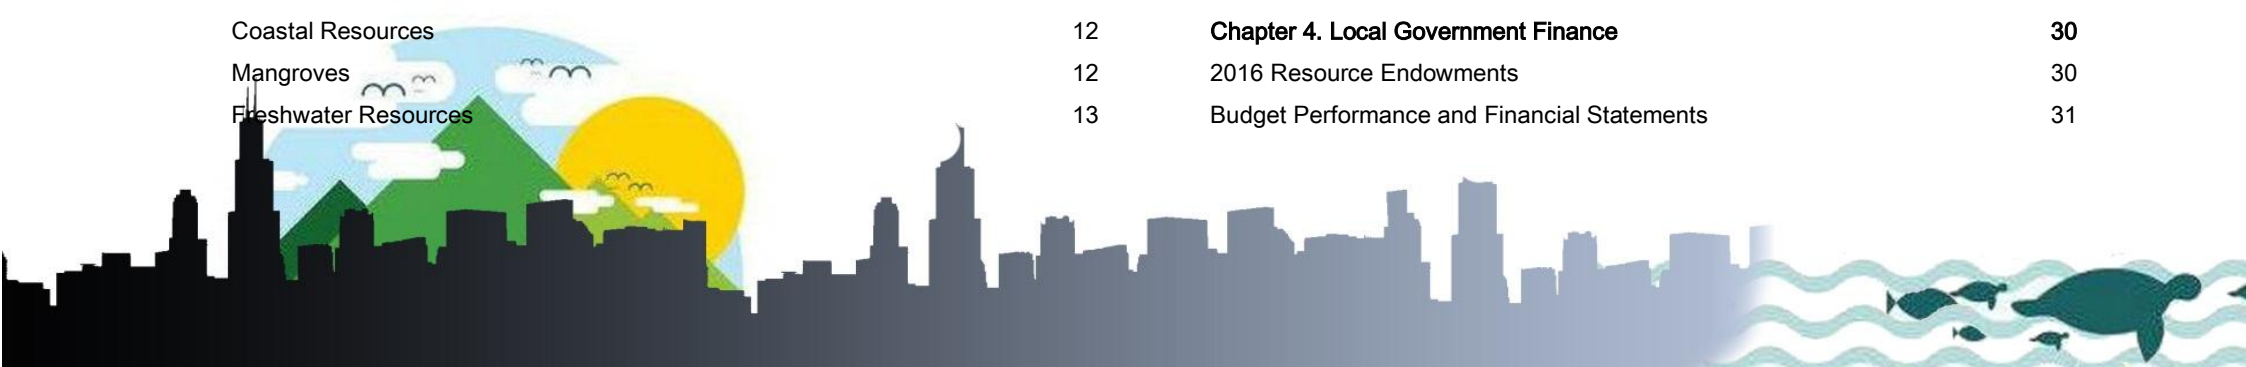 Coastal Resources 12
Mangroves 12
Freshwater Resources 13
Chapter 4. Local Government Finance 30
2016 Resource Endowments 30
Budget Performance and Financial Statements 31